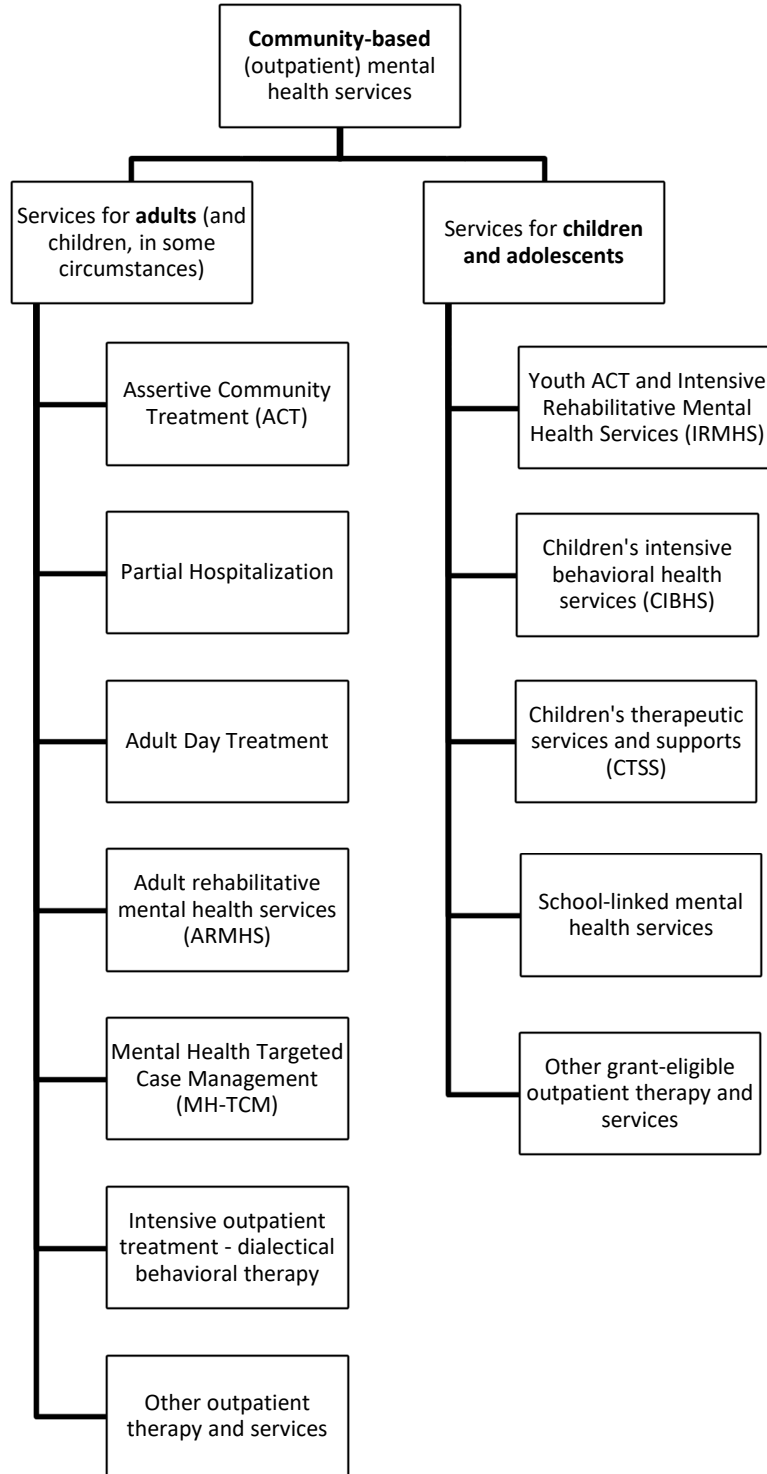 Community-based
(outpatient) mental
health services
Services for adults (and
children, in some
circumstances)
Assertive Community
Treatment (ACT)
Partial Hospitalization
Adult Day Treatment
Adult rehabilitative
mental health services
(ARMHS)
Mental Health Targeted
Case Management
(MH-TCM)
Intensive outpatient
treatment - dialectical
behavioral therapy
Other outpatient
therapy and services
Services for children
and adolescents
Youth ACT and Intensive
Rehabilitative Mental
Health Services (IRMHS)
Children's intensive
behavioral health
services (CIBHS)
Children's therapeutic
services and supports
(CTSS)
School-linked mental
health services
Other grant-eligible
outpatient therapy and
services